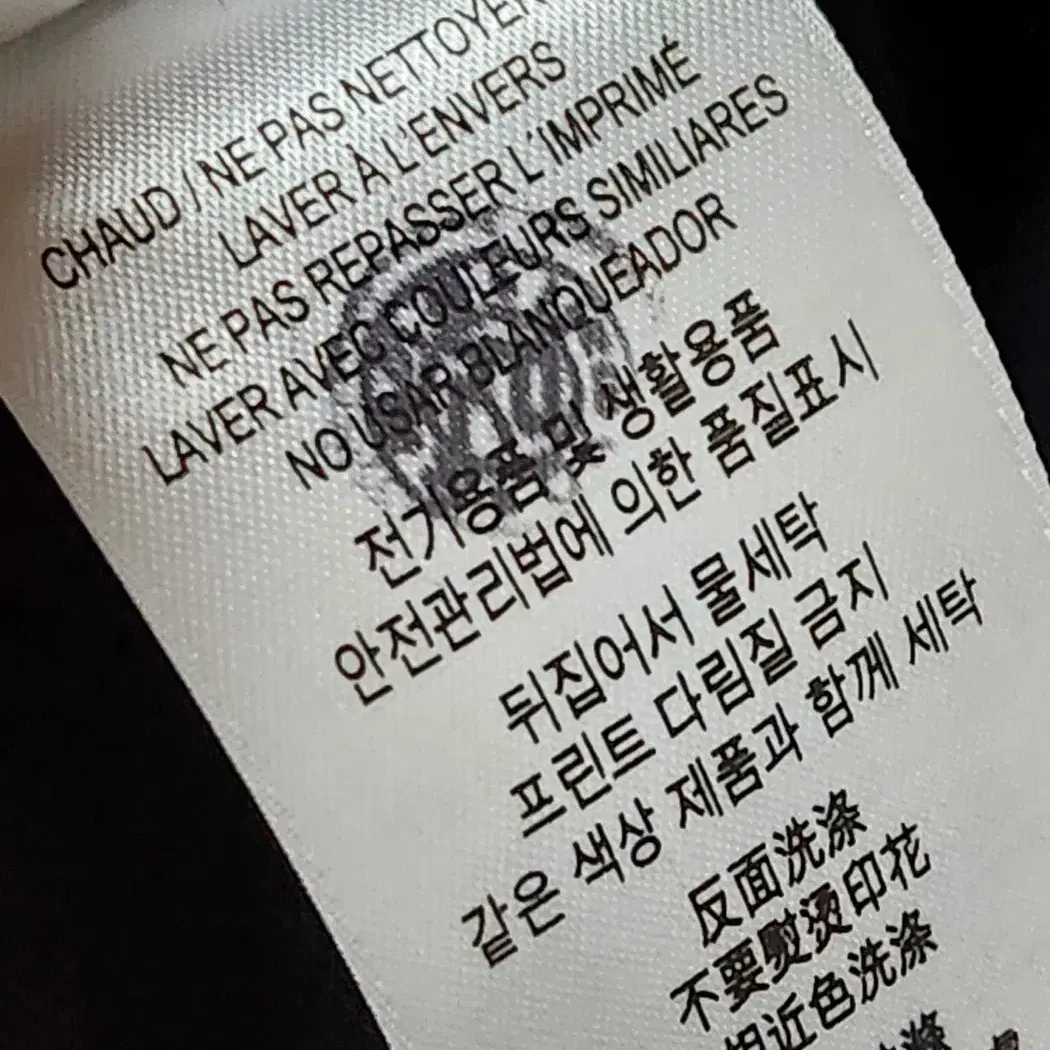 CHAUD / NE PAS NETTOYER
LAVER À L'ENVERS
NE PAS REPASSER L'IMPRIMÉ
LAVER AVEC COULEURS SIMILIARES
NO USAR BLANQUEADOR
전기용품 및 생활용품
안전관리법에 의한 품질표시
뒤집어서 물세탁
프린트 다림질 금지
같은 색상 제품과 함께 세탁
反面洗涤
不要熨烫印花
相近色洗涤